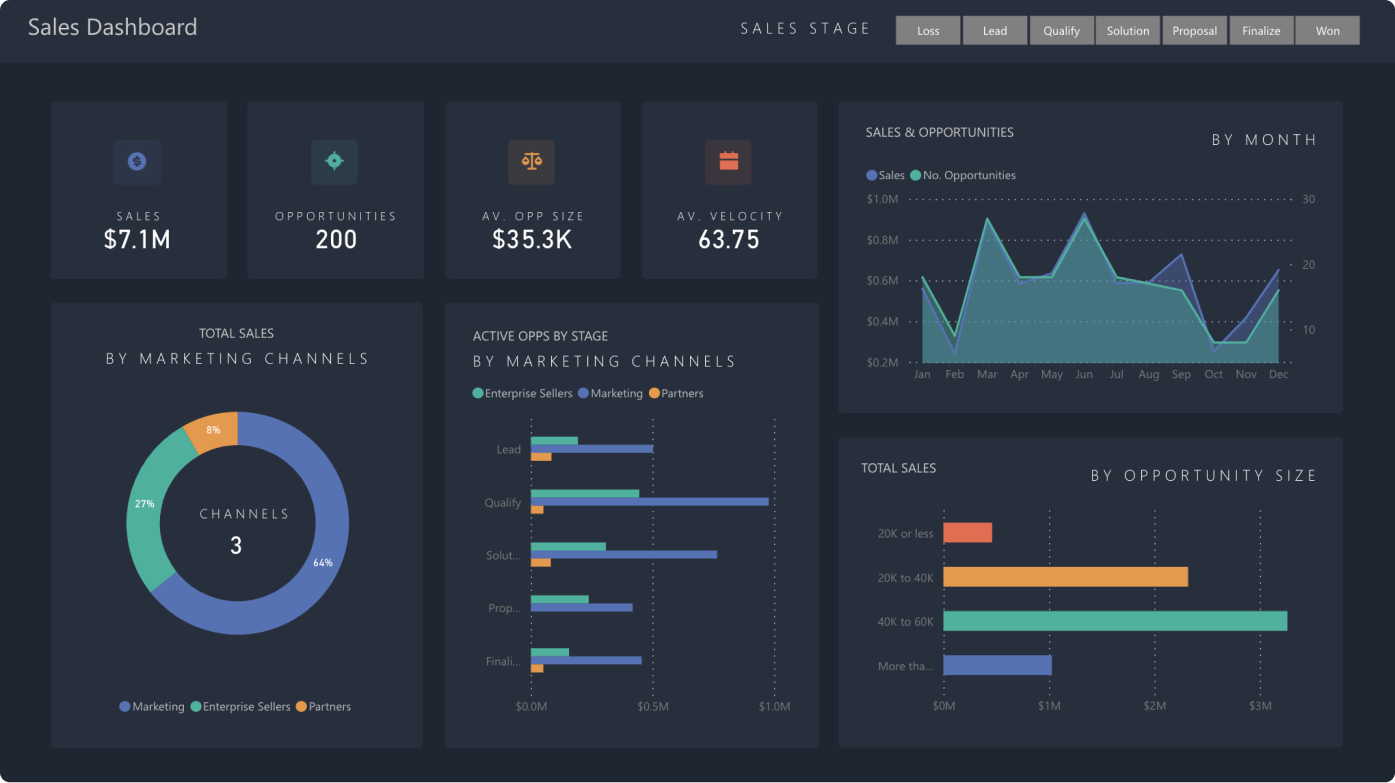 Sales Dashboard
SALES STAGE
Loss
Lead
Qualify
Solution
Proposal
Finalize
Won
SALES
$7.1M
OPPORTUNITIES
200
AV. OPP SIZE
$35.3K
AV. VELOCITY
63.75
SALES & OPPORTUNITIES
BY MONTH
Sales
No. Opportunities
$1.0M
$0.8M
$0.6M
$0.4M
$0.2M
30
20
10
Jan Feb Mar Apr May Jun Jul Aug Sep Oct Nov Dec
TOTAL SALES
BY MARKETING CHANNELS
8%
27%
64%
CHANNELS
3
Marketing
Enterprise Sellers
Partners
ACTIVE OPPS BY STAGE
BY MARKETING CHANNELS
Enterprise Sellers
Marketing
Partners
Lead
Qualify
Solut...
Prop...
Finali...
$0.0M $0.5M $1.0M
TOTAL SALES
BY OPPORTUNITY SIZE
20K or less
20K to 40K
40K to 60K
More tha...
$0M $1M $2M $3M